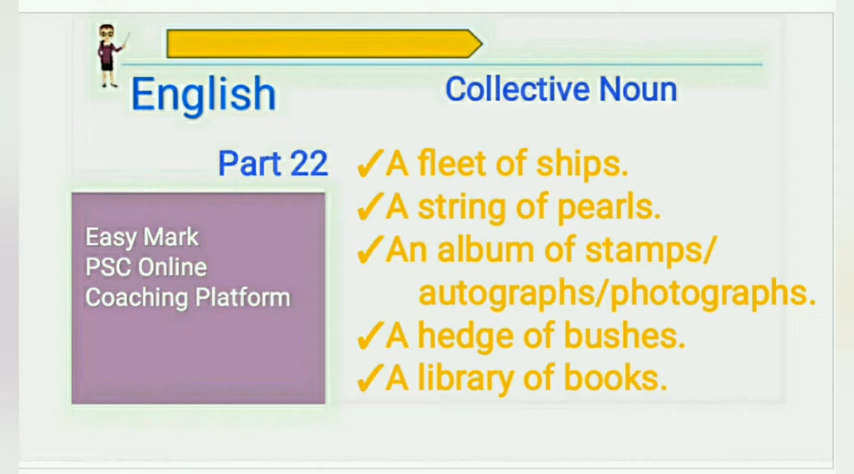 English
Collective Noun
Part 22
Easy Mark
PSC Online
Coaching Platform
✓A fleet of ships.
✓A string of pearls.
✓An album of stamps/
autographs/photographs.
✓A hedge of bushes.
✓A library of books.